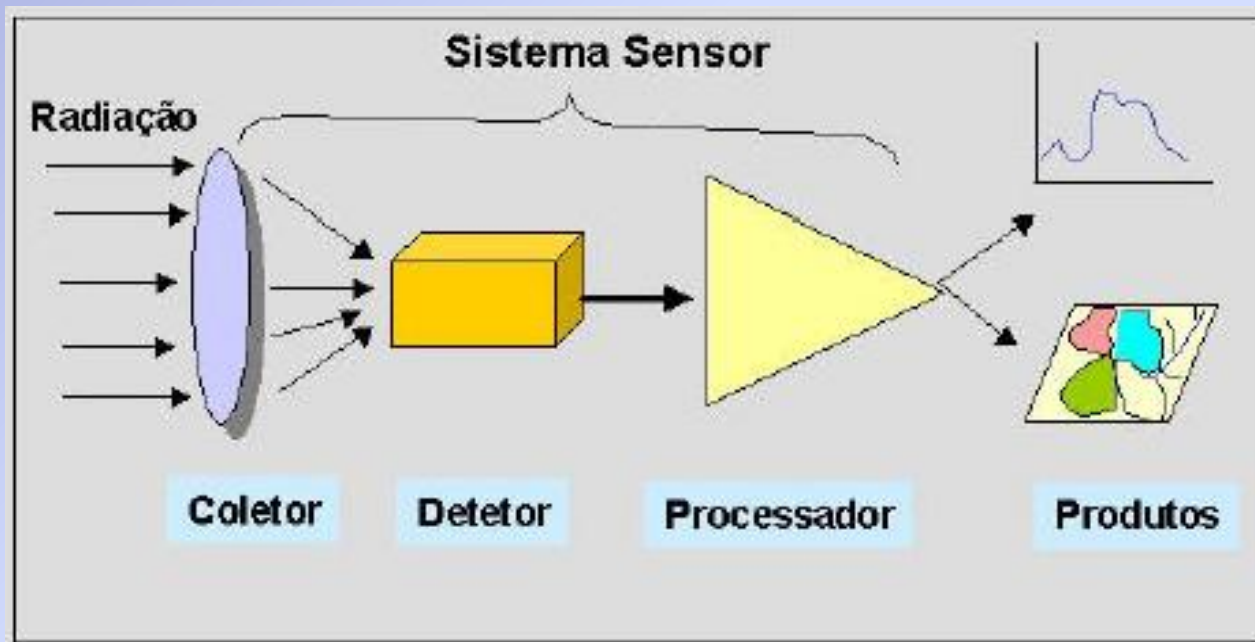 Sistema Sensor
Radiação
Coletor
Detetor
Processador
Produtos